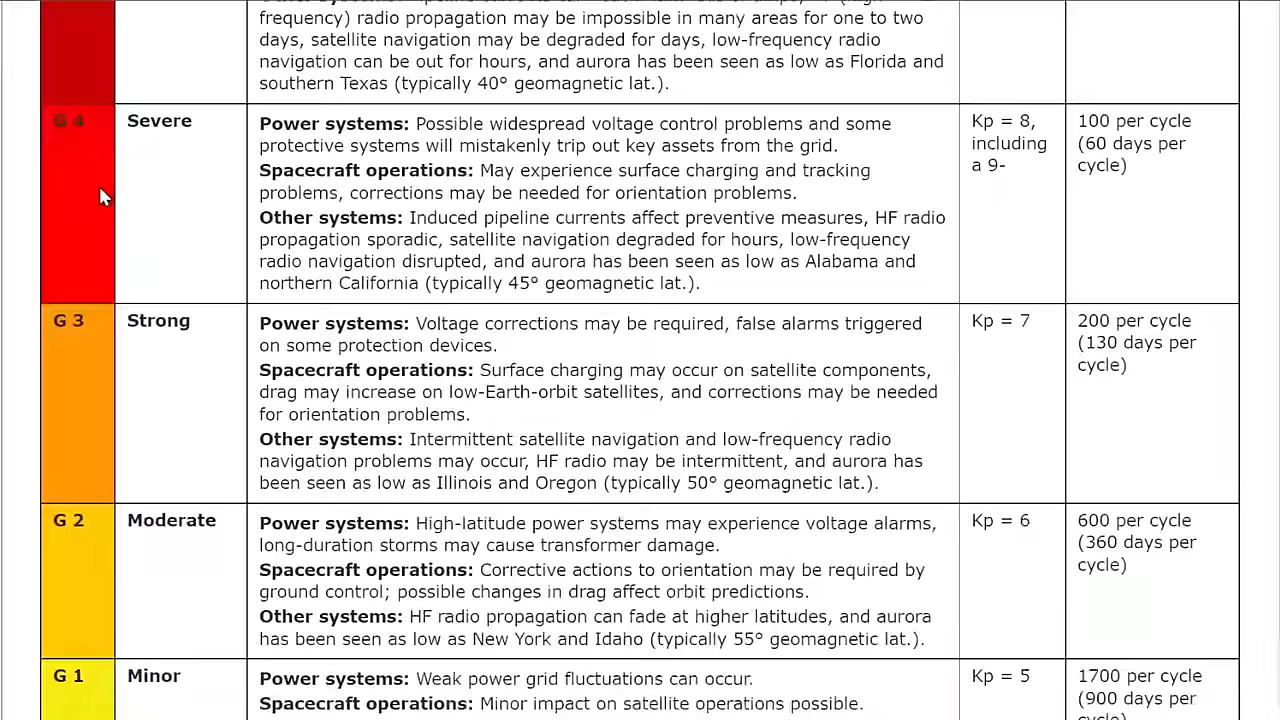 frequency) radio propagation may be impossible in many areas for one to two
days, satellite navigation may be degraded for days, low-frequency radio
navigation can be out for hours, and aurora has been seen as low as Florida and
southern Texas (typically 40° geomagnetic lat.).
G 4
Severe
Power systems: Possible widespread voltage control problems and some
protective systems will mistakenly trip out key assets from the grid.
Spacecraft operations: May experience surface charging and tracking
problems, corrections may be needed for orientation problems.
Other systems: Induced pipeline currents affect preventive measures, HF radio
propagation sporadic, satellite navigation degraded for hours, low-frequency
radio navigation disrupted, and aurora has been seen as low as Alabama and
northern California (typically 45° geomagnetic lat.).
Kp = 8,
including
a 9-
100 per cycle
(60 days per
cycle)
G 3
Strong
Power systems: Voltage corrections may be required, false alarms triggered
on some protection devices.
Spacecraft operations: Surface charging may occur on satellite components,
drag may increase on low-Earth-orbit satellites, and corrections may be needed
for orientation problems.
Other systems: Intermittent satellite navigation and low-frequency radio
navigation problems may occur, HF radio may be intermittent, and aurora has
been seen as low as Illinois and Oregon (typically 50° geomagnetic lat.).
Kp = 7
200 per cycle
(130 days per
cycle)
G 2
Moderate
Power systems: High-latitude power systems may experience voltage alarms,
long-duration storms may cause transformer damage.
Spacecraft operations: Corrective actions to orientation may be required by
ground control; possible changes in drag affect orbit predictions.
Other systems: HF radio propagation can fade at higher latitudes, and aurora
has been seen as low as New York and Idaho (typically 55° geomagnetic lat.).
Kp = 6
600 per cycle
(360 days per
cycle)
G 1
Minor
Power systems: Weak power grid fluctuations can occur.
Spacecraft operations: Minor impact on satellite operations possible.
Kp = 5
1700 per cycle
(900 days per